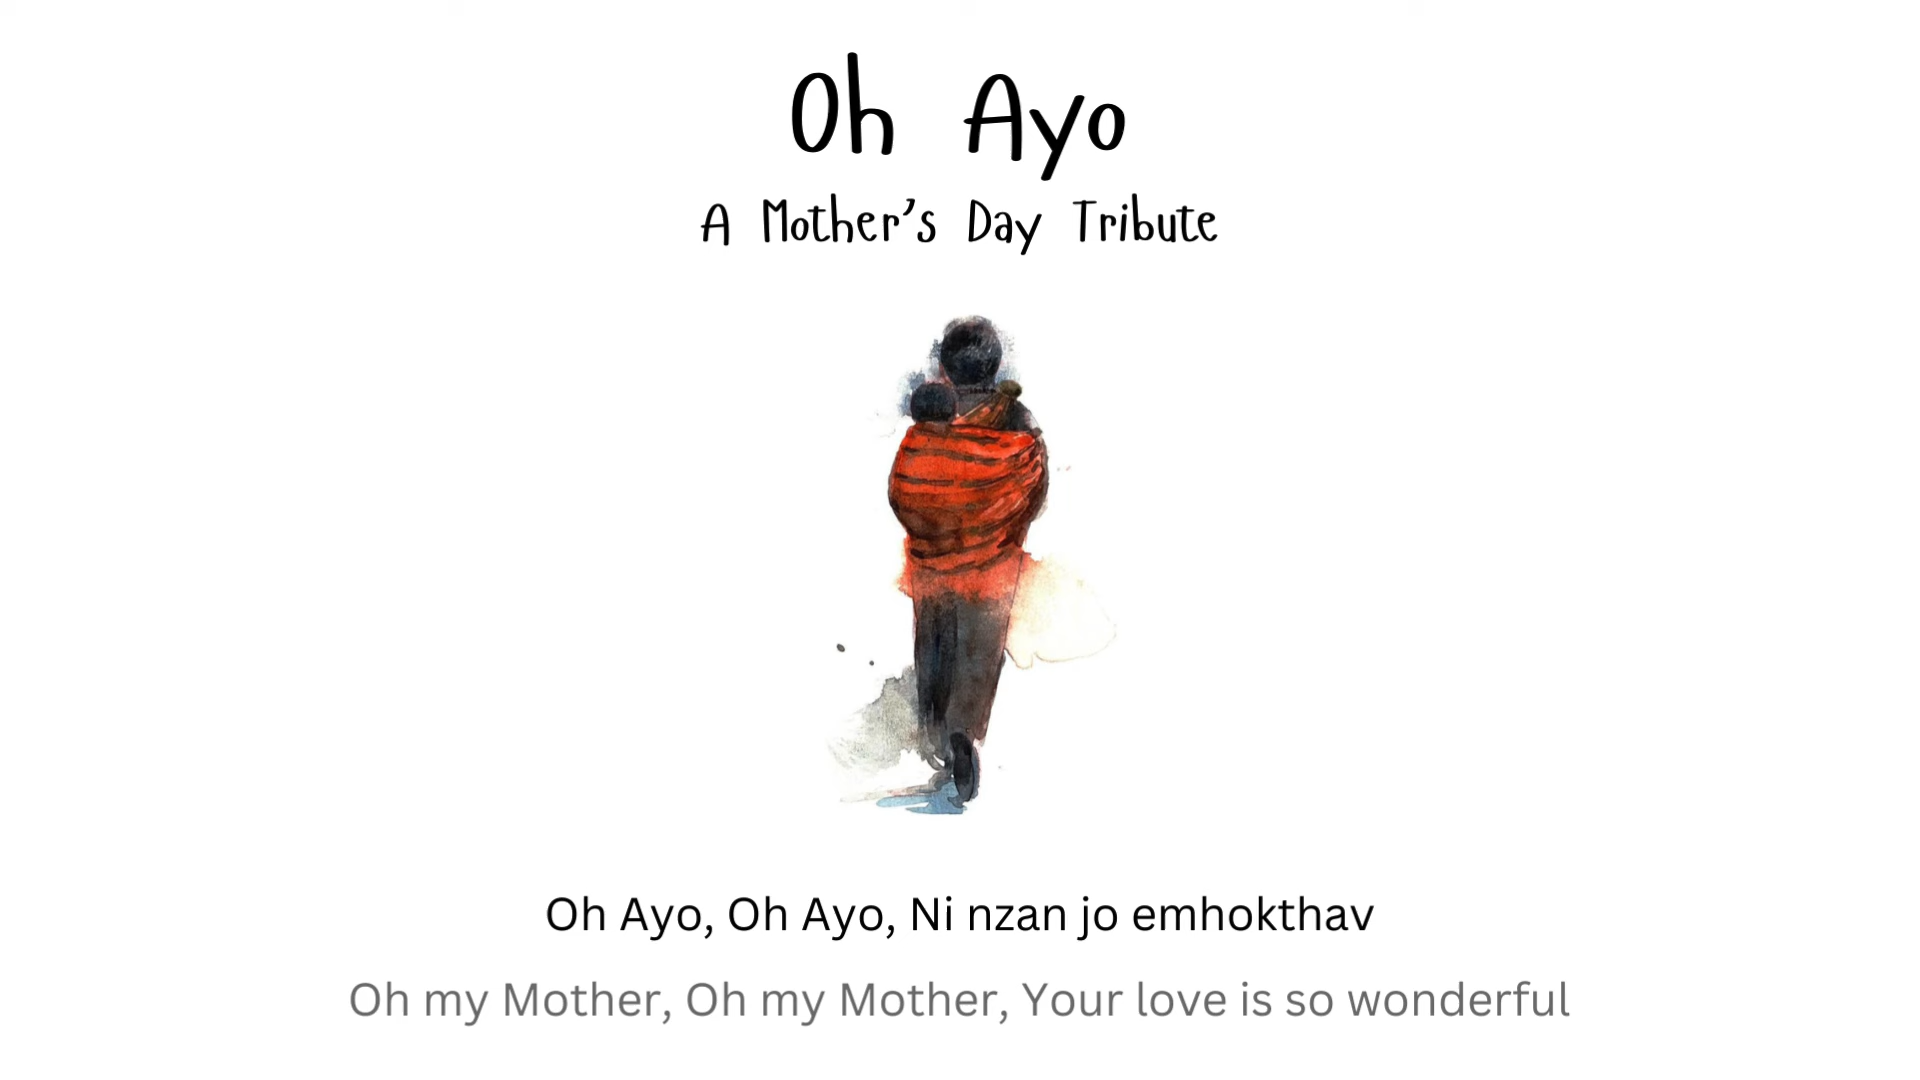 Oh Ayo
A Mother's Day Tribute
Oh Ayo, Oh Ayo, Ni nzan jo emhokthav
Oh my Mother, Oh my Mother, Your love is so wonderful